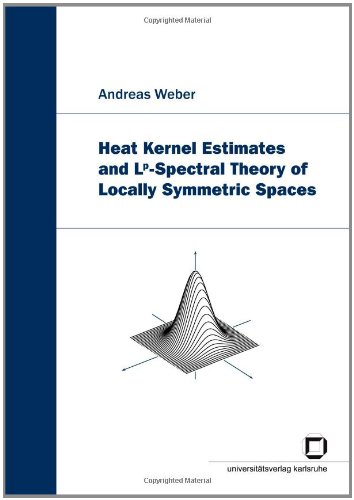 Copyrighted Material
Andreas Weber
Heat Kernel Estimates
and Lᵖ-Spectral Theory of
Locally Symmetric Spaces
universitätsverlag karlsruhe
Copyrighted Material